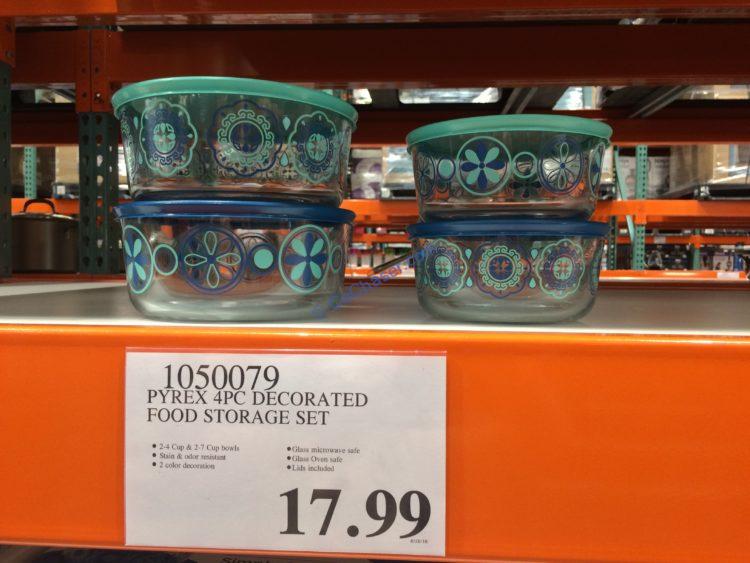 1050079
PYREX 4PC DECORATED
FOOD STORAGE SET
• 2-4 Cup & 2-7 Cup bowls
• Stain & odor resistant
• 2 color decoration
• Glass microwave safe
• Glass Oven safe
• Lids included
17.99